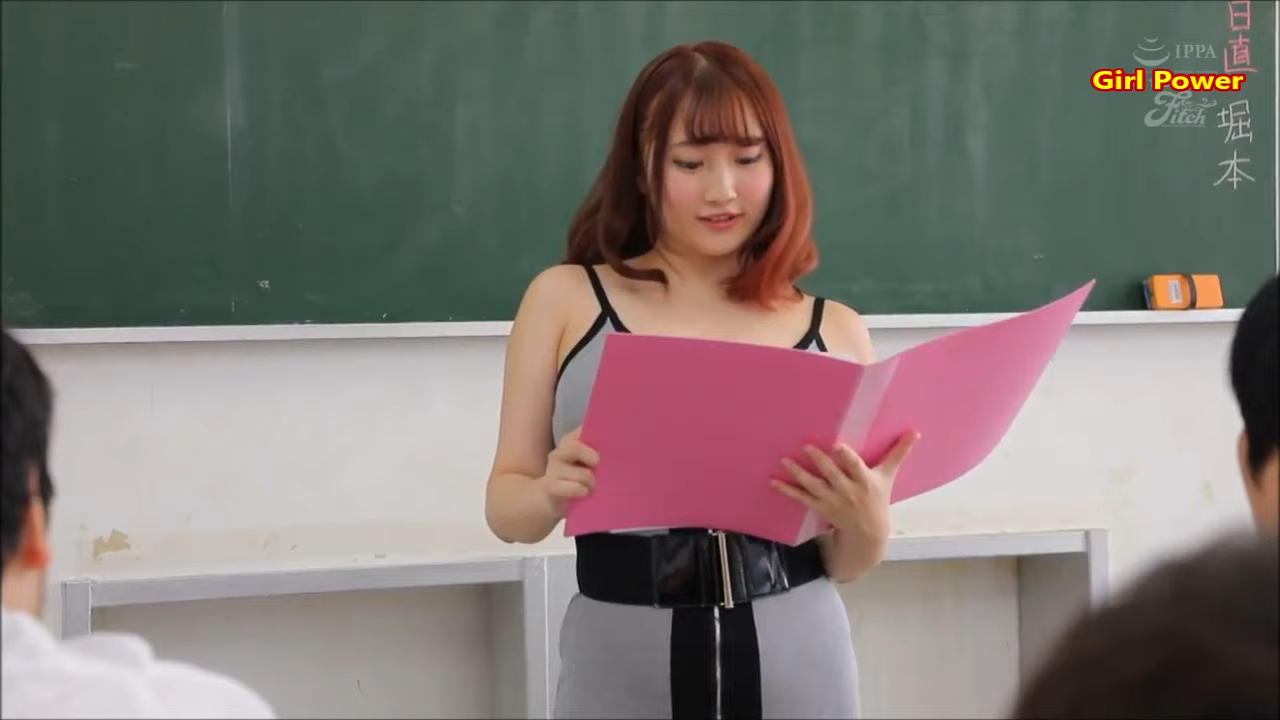 IPPA
Girl Power
Fitch
日直
堀本